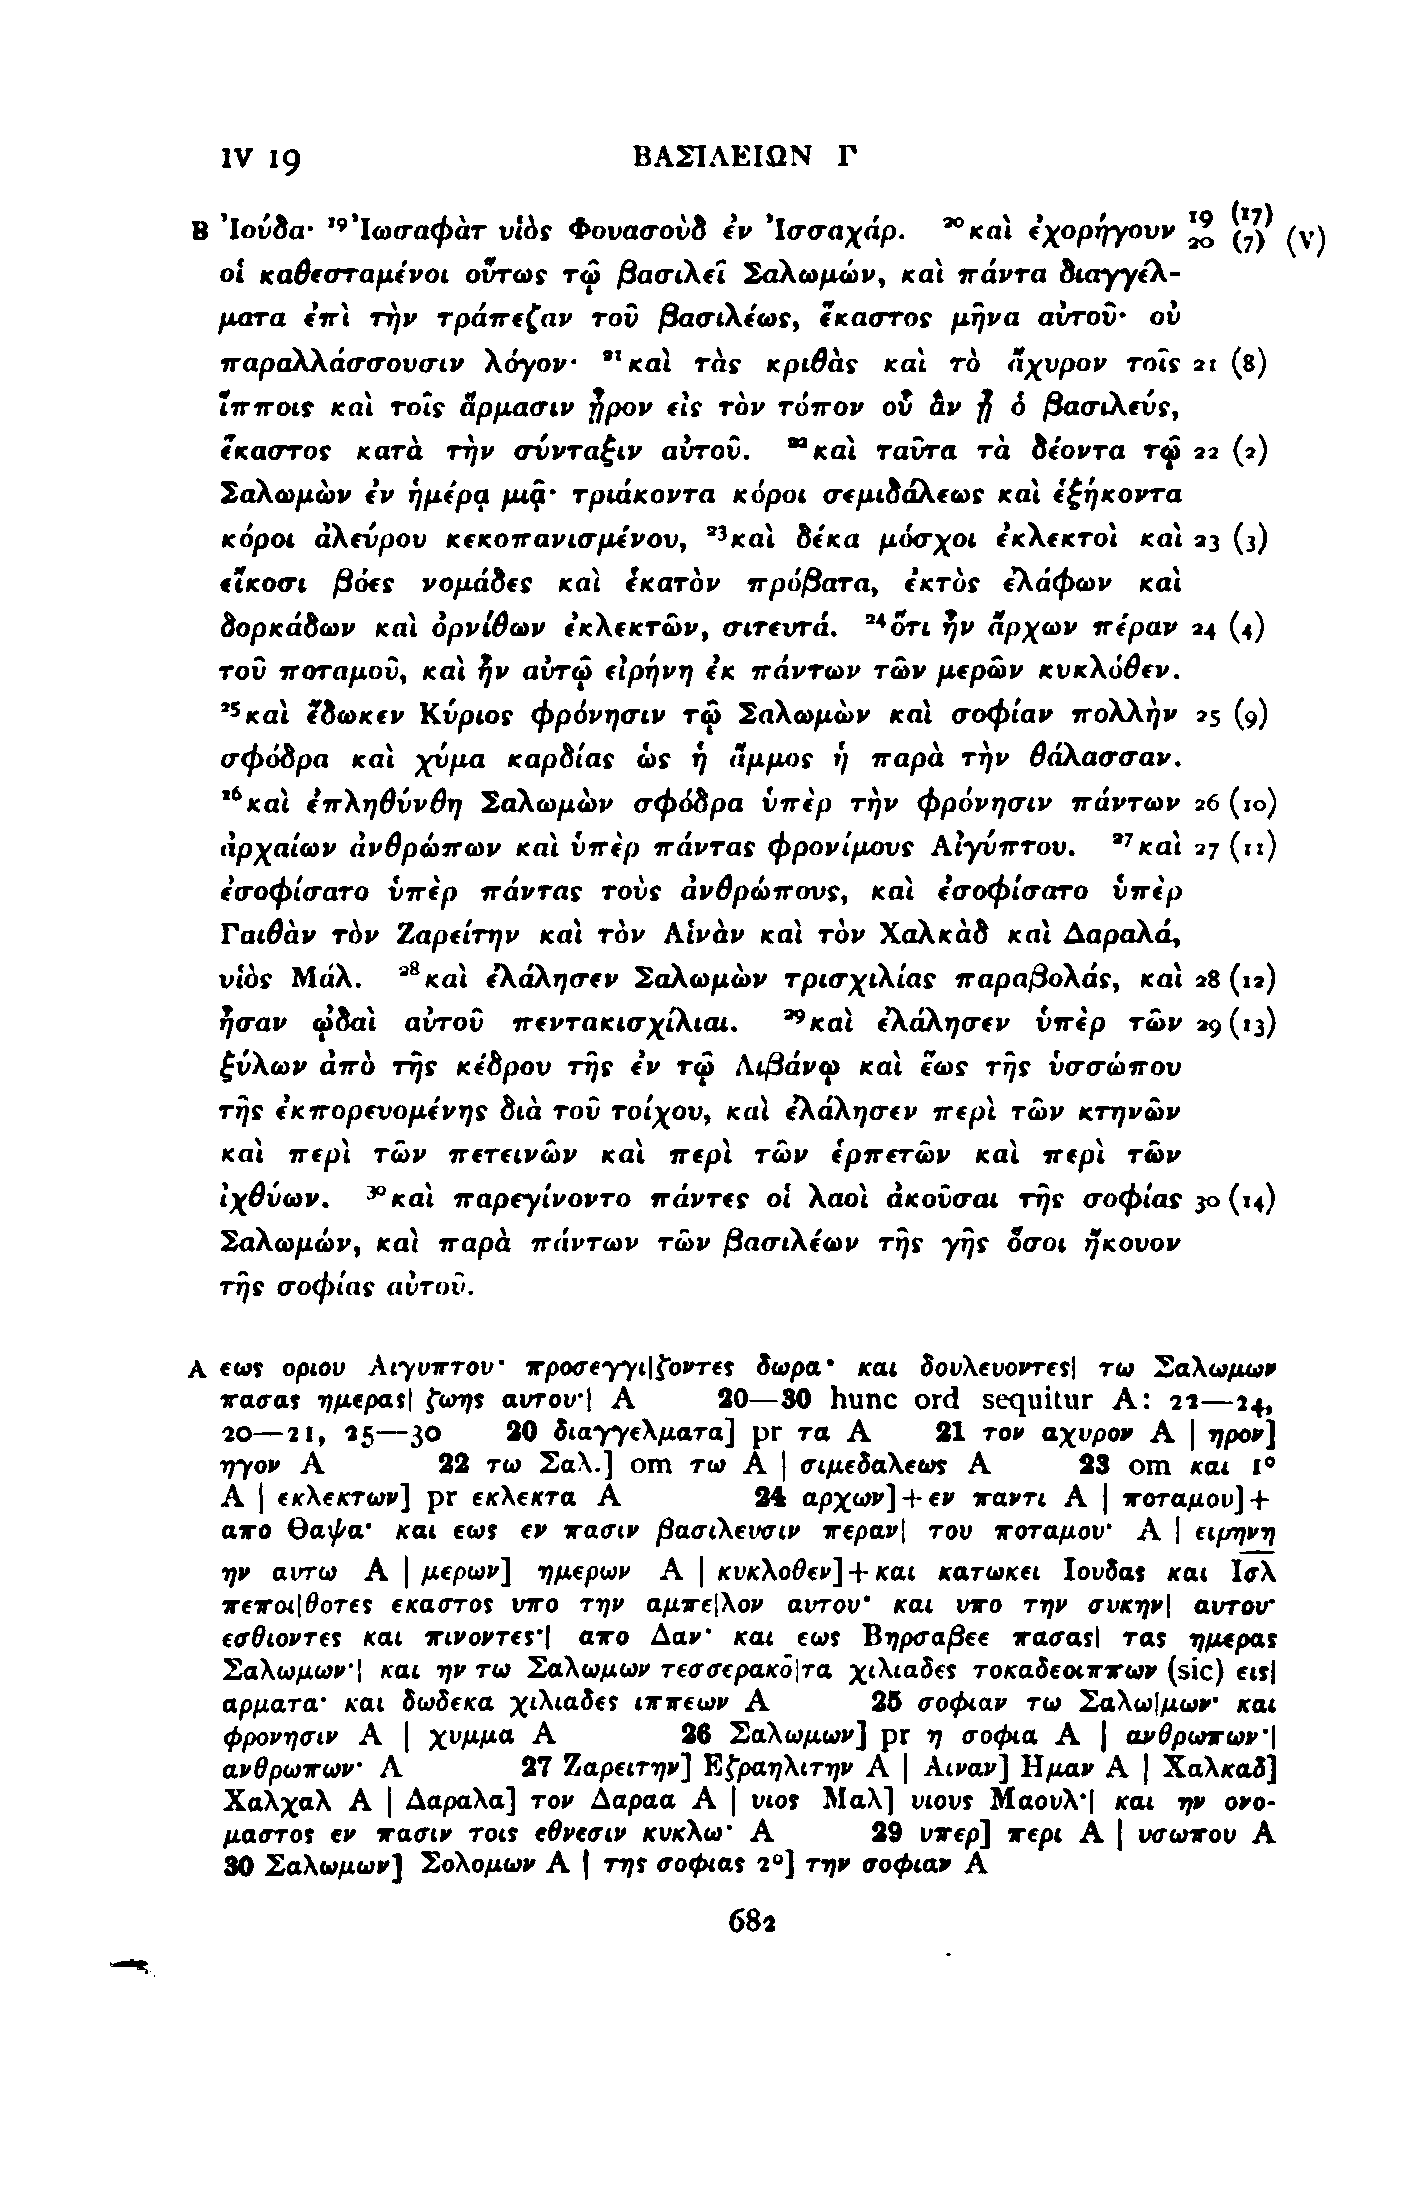 IV 19 ΒΑΣΙΛΕΙΩΝ Γ
B Ἰούδα· ¹⁹Ἰωσαφὰτ υἱὸς Φουασοὺδ ἐν Ἰσσαχάρ. ²⁰καὶ ἐχορήγουν 19 (17) 20 (7) (V)
οἱ καθεσταμένοι οὕτως τῷ βασιλεῖ Σαλωμών, καὶ πάντα διαγγέλ-
ματα ἐπὶ τὴν τράπεζαν τοῦ βασιλέως, ἕκαστος μῆνα αὐτοῦ· οὐ
παραλλάσσουσιν λόγον· ²¹καὶ τὰς κριθὰς καὶ τὸ ἄχυρον τοῖς 21 (8)
ἵπποις καὶ τοῖς ἅρμασιν ᾖρον εἰς τὸν τόπον οὗ ἂν ᾖ ὁ βασιλεύς,
ἕκαστος κατὰ τὴν σύνταξιν αὐτοῦ. ²²καὶ ταῦτα τὰ δέοντα τῷ 22 (2)
Σαλωμὼν ἐν ἡμέρᾳ μιᾷ· τριάκοντα κόροι σεμιδάλεως καὶ ἑξήκοντα
κόροι ἀλεύρου κεκοπανισμένου, ²³καὶ δέκα μόσχοι ἐκλεκτοὶ καὶ 23 (3)
εἴκοσι βόες νομάδες καὶ ἑκατὸν πρόβατα, ἐκτὸς ἐλάφων καὶ
δορκάδων καὶ ὀρνίθων ἐκλεκτῶν, σιτευτά. ²⁴ὅτι ἦν ἄρχων πέραν 24 (4)
τοῦ ποταμοῦ, καὶ ἦν αὐτῷ εἰρήνη ἐκ πάντων τῶν μερῶν κυκλόθεν.
²⁵καὶ ἔδωκεν Κύριος φρόνησιν τῷ Σαλωμὼν καὶ σοφίαν πολλὴν 25 (9)
σφόδρα καὶ χύμα καρδίας ὡς ἡ ἄμμος ἡ παρὰ τὴν θάλασσαν.
²⁶καὶ ἐπληθύνθη Σαλωμὼν σφόδρα ὑπὲρ τὴν φρόνησιν πάντων 26 (10)
ἀρχαίων ἀνθρώπων καὶ ὑπὲρ πάντας φρονίμους Αἰγύπτου. ²⁷καὶ 27 (11)
ἐσοφίσατο ὑπὲρ πάντας τοὺς ἀνθρώπους, καὶ ἐσοφίσατο ὑπὲρ
Γαιθὰν τὸν Ζαρείτην καὶ τὸν Αἱνὰν καὶ τὸν Χαλκὰδ καὶ Δαραλά,
υἱὸς Μάλ. ²⁸καὶ ἐλάλησεν Σαλωμὼν τρισχιλίας παραβολάς, καὶ 28 (12)
ἦσαν ᾠδαὶ αὐτοῦ πεντακισχίλιαι. ²⁹καὶ ἐλάλησεν ὑπὲρ τῶν 29 (13)
ξύλων ἀπὸ τῆς κέδρου τῆς ἐν τῷ Λιβάνῳ καὶ ἕως τῆς ὑσσώπου
τῆς ἐκπορευομένης διὰ τοῦ τοίχου, καὶ ἐλάλησεν περὶ τῶν κτηνῶν
καὶ περὶ τῶν πετεινῶν καὶ περὶ τῶν ἑρπετῶν καὶ περὶ τῶν
ἰχθύων. ³⁰καὶ παρεγίνοντο πάντες οἱ λαοὶ ἀκοῦσαι τῆς σοφίας 30 (14)
Σαλωμών, καὶ παρὰ πάντων τῶν βασιλέων τῆς γῆς ὅσοι ἤκουον
τῆς σοφίας αὐτοῦ.
A εως οριου Αιγυπτου· προσεγγι|ζοντες δωρα· και δουλευοντες| τω Σαλωμων
πασας ημερας| ζωης αυτου·| A 20—30 hunc ord sequitur A: 22—24,
20—21, 25—30 20 διαγγελματα] pr τα A 21 τον αχυρον A | ηρον]
ηγον A 22 τω Σαλ.] om τω A | σιμεδαλεως A 23 om και 1°
A | εκλεκτων] pr εκλεκτα A 24 αρχων]+εν παντι A | ποταμου]+
απο Θαψα· και εως εν πασιν βασιλευσιν περαν| του ποταμου· A | ειρηνη
ην αυτω A | μερων] ημερων A | κυκλοθεν]+και κατωκει Ιουδας και Ισ̅λ̅
πεποι|θοτες εκαστος υπο την αμπε|λον αυτου· και υπο την συκην| αυτου·
εσθιοντες και πινοντες·| απο Δαν· και εως Βηρσαβεε πασας| τας ημερας
Σαλωμων·| και ην τω Σαλωμων τεσσερακο̅|τα χιλιαδες τοκαδεοιππων (sic) εις|
αρματα· και δωδεκα χιλιαδες ιππεων A 25 σοφιαν τω Σαλω|μων· και
φρονησιν A | χυμμα A 26 Σαλωμων] pr η σοφια A | ανθρωπων·|
ανθρωπων· A 27 Ζαρειτην] Εζραηλιτην A | Αιναν] Ημαν A | Χαλκαδ]
Χαλχαλ A | Δαραλα] τον Δαραα A | υιος Μαλ] υιους Μαουλ·| και ην ονο-
μαστος εν πασιν τοις εθνεσιν κυκλω· A 29 υπερ] περι A | υσωπου A
30 Σαλωμων] Σολομων A | της σοφιας 2°] την σοφιαν A
682